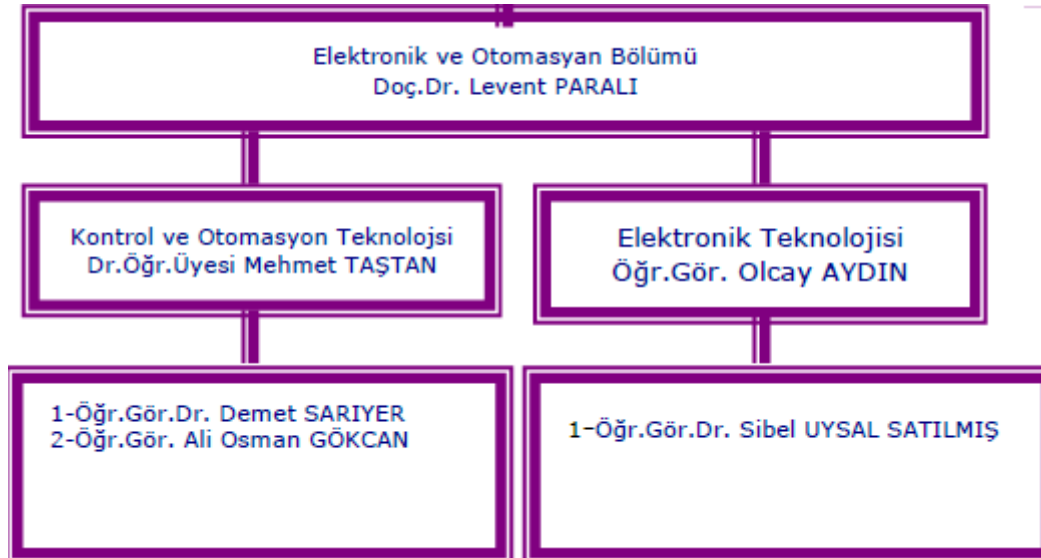 Elektronik ve Otomasyan Bölümü
Doç.Dr. Levent PARALI
Kontrol ve Otomasyon Teknolojsi
Dr.Öğr.Üyesi Mehmet TAŞTAN
Elektronik Teknolojisi
Öğr.Gör. Olcay AYDIN
1-Öğr.Gör.Dr. Demet SARIYER
2-Öğr.Gör. Ali Osman GÖKCAN
1-Öğr.Gör.Dr. Sibel UYSAL SATILMIŞ